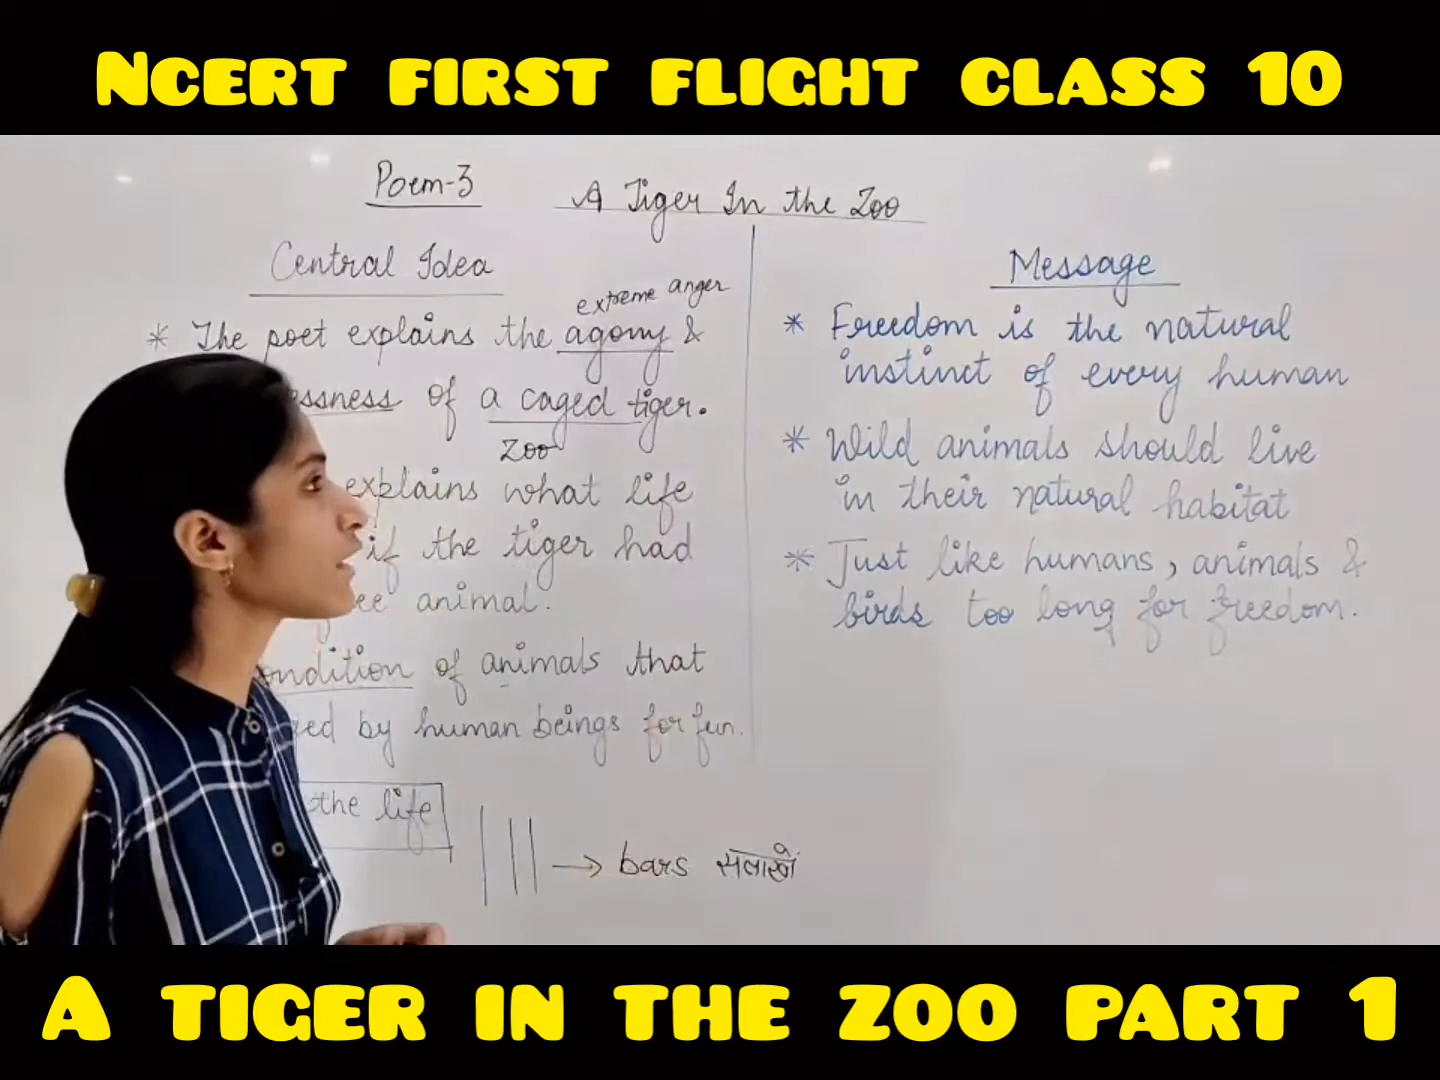 NCERT FIRST FLIGHT CLASS 10
Poem-3
A Tiger In the Zoo
Central Idea
extreme anger
* The poet explains the agony &
essness of a caged tiger.
Zoo
explains what life
if the tiger had
ee animal.
ondition of animals that
ged by human beings for fun.
the life
bars सलाखें
Message
* Freedom is the natural
instinct of every human
* Wild animals should live
in their natural habitat
* Just like humans, animals &
birds too long for freedom.
A TIGER IN THE ZOO PART 1